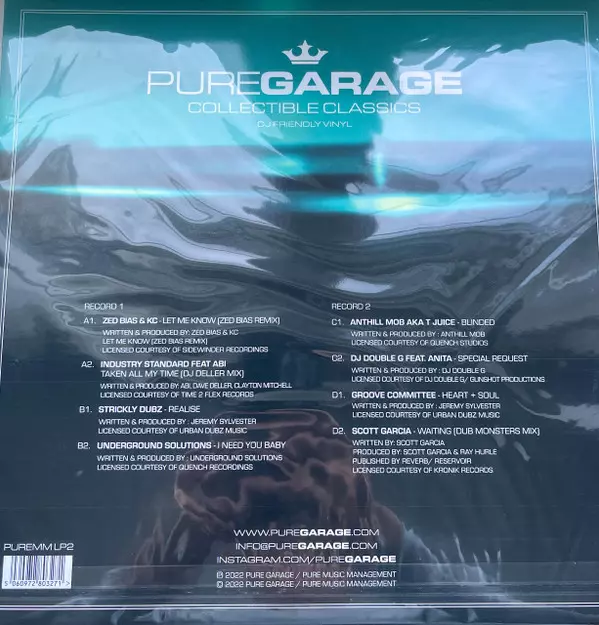 PUREGARAGE
COLLECTIBLE CLASSICS
DJ FRIENDLY VINYL
RECORD 1
A1. ZED BIAS & KC - LET ME KNOW (ZED BIAS REMIX)
WRITTEN & PRODUCED BY: ZED BIAS & KC
LET ME KNOW (ZED BIAS REMIX)
LICENSED COURTESY OF SIDEWINDER RECORDINGS
A2. INDUSTRY STANDARD FEAT ABI
TAKEN ALL MY TIME (DJ DELLER MIX)
WRITTEN & PRODUCED BY: ABI, DAVE DELLER, CLAYTON MITCHELL
LICENSED COURTESY OF TIME 2 FLEX RECORDS
B1. STRICKLY DUBZ - REALISE
WRITTEN & PRODUCED BY : JEREMY SYLVESTER
LICENSED COURTESY OF URBAN DUBZ MUSIC
B2. UNDERGROUND SOLUTIONS - I NEED YOU BABY
WRITTEN & PRODUCED BY : UNDERGROUND SOLUTIONS
LICENSED COURTESY OF QUENCH RECORDINGS
RECORD 2
C1. ANTHILL MOB AKA T JUICE - BLINDED
WRITTEN & PRODUCED BY : ANTHILL MOB
LICENSED COURTESY OF QUENCH STUDIOS
C2. DJ DOUBLE G FEAT. ANITA - SPECIAL REQUEST
WRITTEN & PRODUCED BY : DJ DOUBLE G
LICENSED COURTESY OF DJ DOUBLE G/ GUNSHOT PRODUCTIONS
D1. GROOVE COMMITTEE - HEART + SOUL
WRITTEN & PRODUCED BY : JEREMY SYLVESTER
LICENSED COURTESY OF URBAN DUBZ MUSIC
D2. SCOTT GARCIA - WAITING (DUB MONSTERS MIX)
WRITTEN BY: SCOTT GARCIA
PRODUCED BY: SCOTT GARCIA & RAY HURLE
PUBLISHED BY REVERB/ RESERVOIR
LICENSED COURTESY OF KRONIK RECORDS
WWW.PUREGARAGE.COM
INFO@PUREGARAGE.COM
INSTAGRAM.COM/PUREGARAGE
℗ 2022 PURE GARAGE / PURE MUSIC MANAGEMENT
© 2022 PURE GARAGE / PURE MUSIC MANAGEMENT
PUREMM LP2
5 060972 803271 >